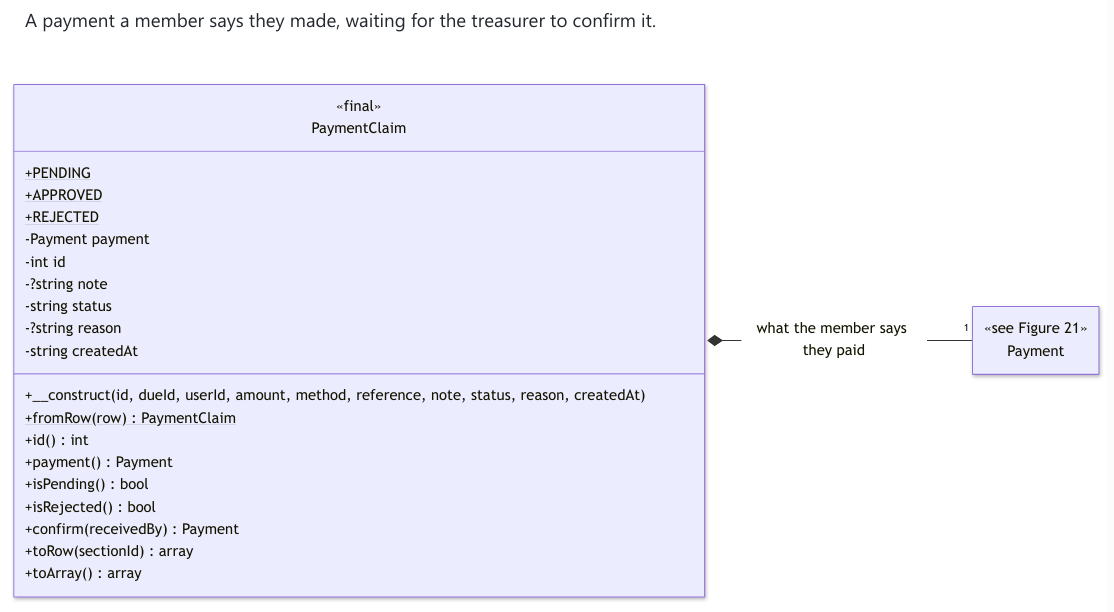 A payment a member says they made, waiting for the treasurer to confirm it.
«final»
PaymentClaim
+PENDING
+APPROVED
+REJECTED
-Payment payment
-int id
-?string note
-string status
-?string reason
-string createdAt
+__construct(id, dueId, userId, amount, method, reference, note, status, reason, createdAt)
+fromRow(row) : PaymentClaim
+id() : int
+payment() : Payment
+isPending() : bool
+isRejected() : bool
+confirm(receivedBy) : Payment
+toRow(sectionId) : array
+toArray() : array
what the member says
they paid
1
«see Figure 21»
Payment